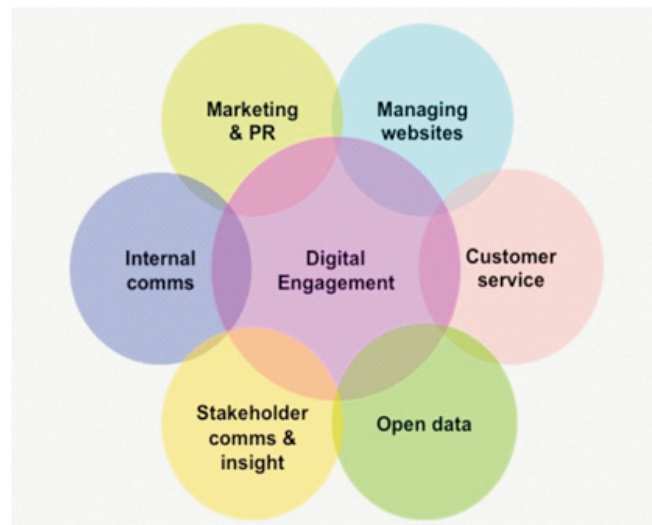 Marketing
& PR
Managing
websites
Internal
comms
Digital
Engagement
Customer
service
Stakeholder
comms &
insight
Open data